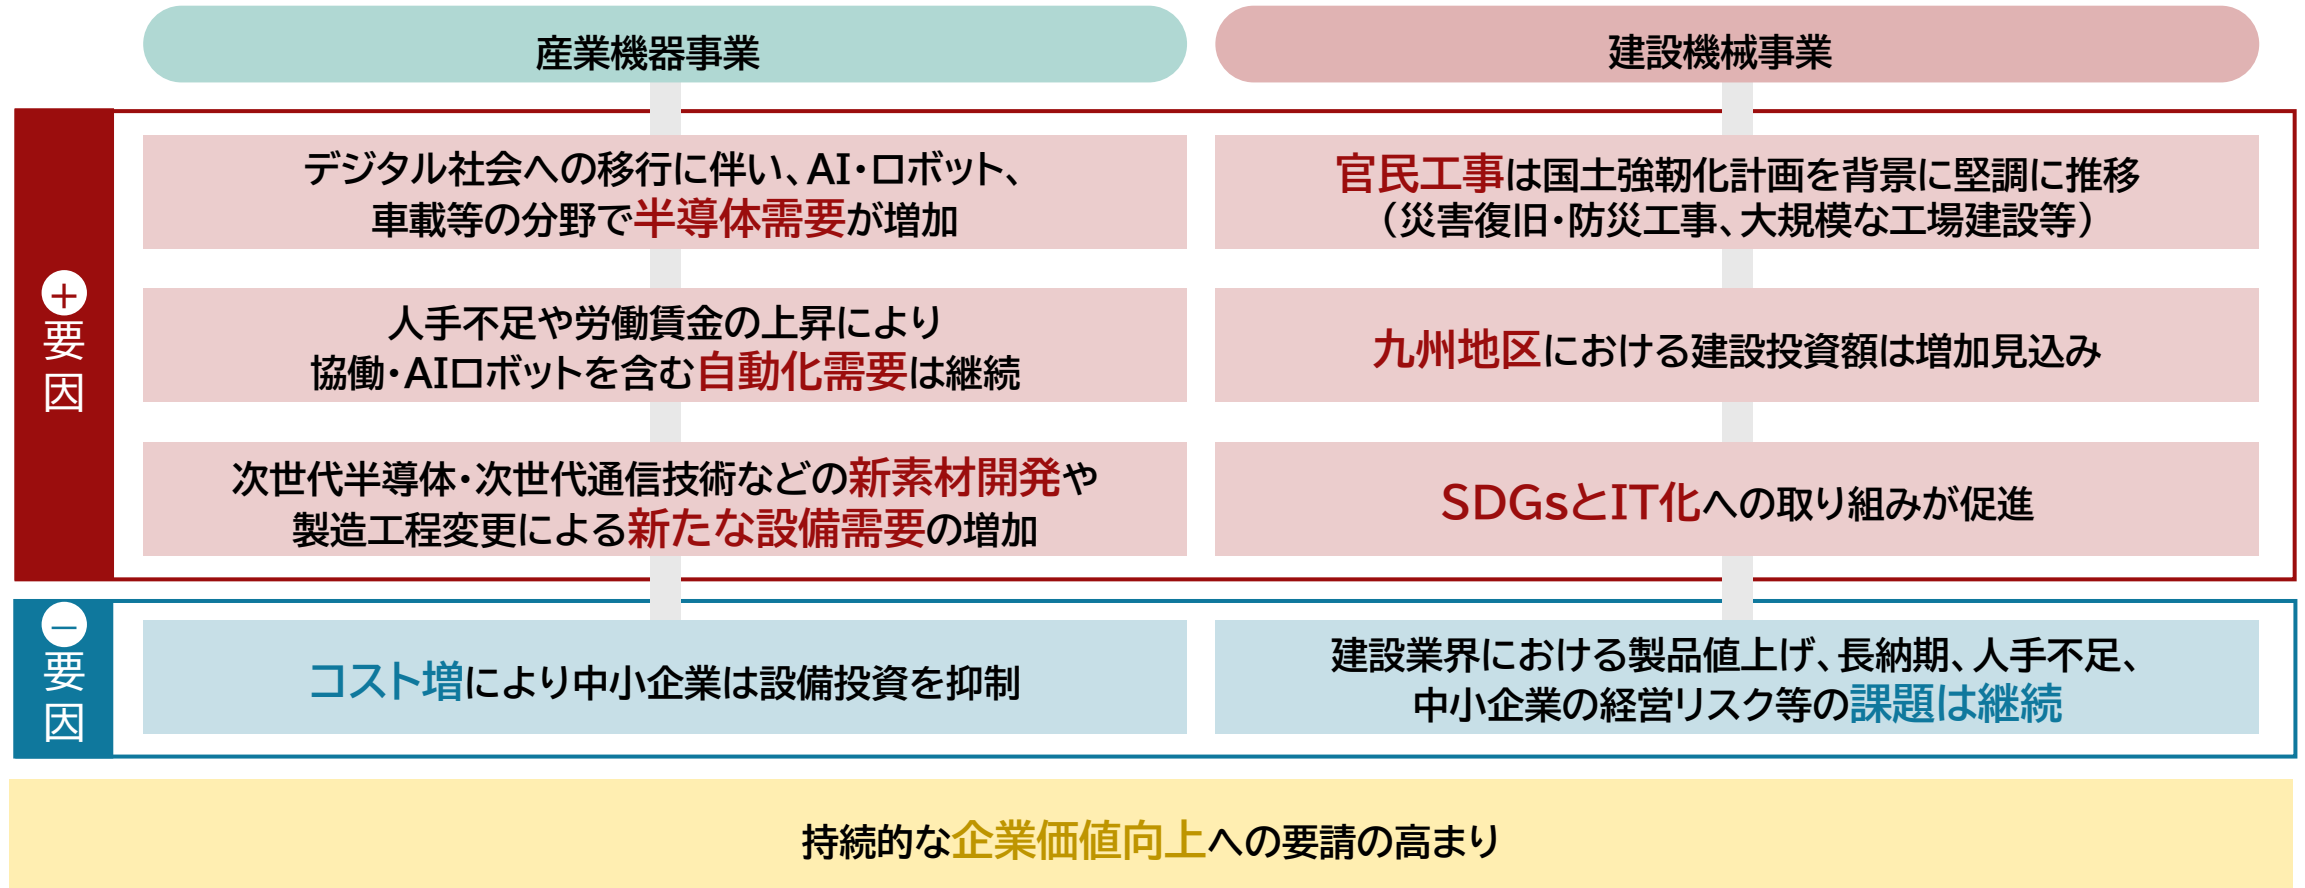 産業機器事業
建設機械事業
＋要因
デジタル社会への移行に伴い、AI・ロボット、
車載等の分野で半導体需要が増加
官民工事は国土強靭化計画を背景に堅調に推移
（災害復旧・防災工事、大規模な工場建設等）
人手不足や労働賃金の上昇により
協働・AIロボットを含む自動化需要は継続
九州地区における建設投資額は増加見込み
次世代半導体・次世代通信技術などの新素材開発や
製造工程変更による新たな設備需要の増加
SDGsとIT化への取り組みが促進
－要因
コスト増により中小企業は設備投資を抑制
建設業界における製品値上げ、長納期、人手不足、
中小企業の経営リスク等の課題は継続
持続的な企業価値向上への要請の高まり